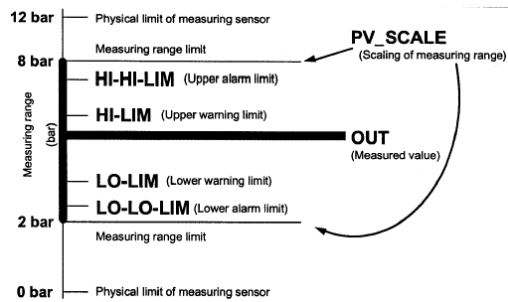 12 bar Physical limit of measuring sensor
Measuring range limit
PV_SCALE
(Scaling of measuring range)
8 bar
HI-HI-LIM (Upper alarm limit)
HI-LIM (Upper warning limit)
Measuring range
(bar)
OUT
(Measured value)
LO-LIM (Lower warning limit)
LO-LO-LIM (Lower alarm limit)
2 bar
Measuring range limit
0 bar Physical limit of measuring sensor